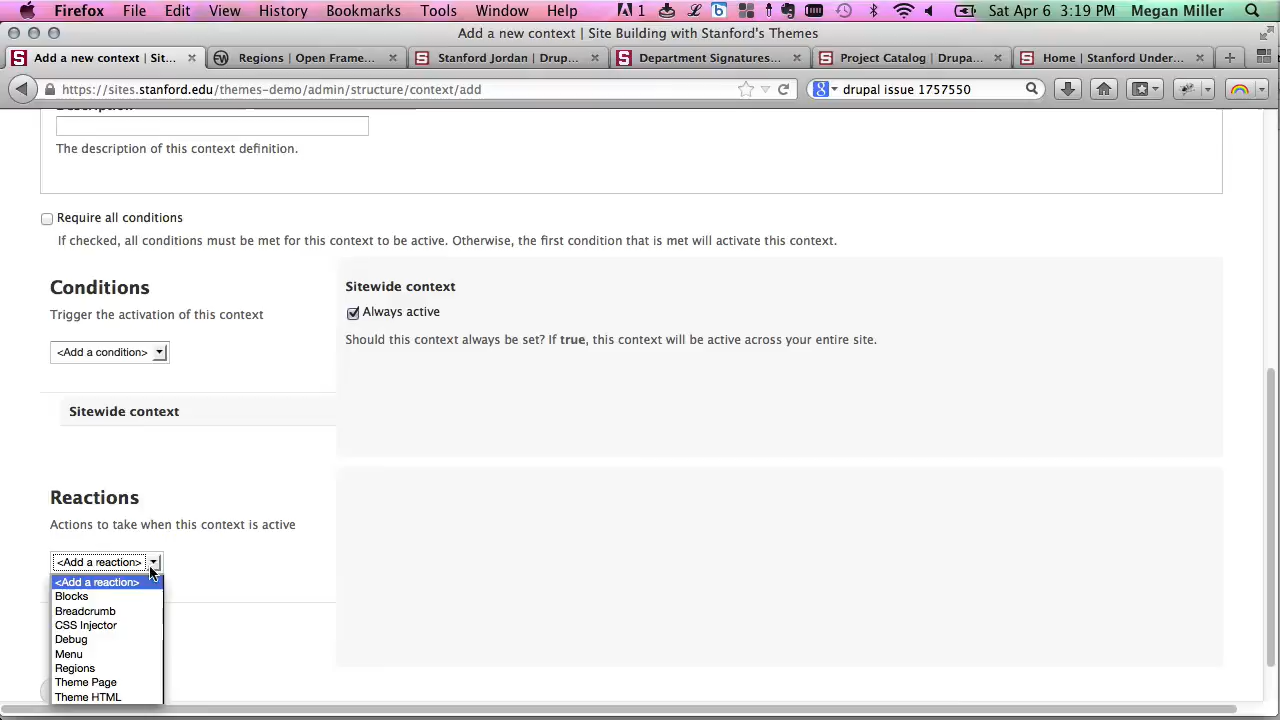 Firefox File Edit View History Bookmarks Tools Window Help 1 Sat Apr 6 3:19 PM Megan Miller
Add a new context | Site Building with Stanford's Themes
Add a new context | Sit... Regions | Open Frame... Stanford Jordan | Drup... Department Signatures... Project Catalog | Drupa... Home | Stanford Under...
https://sites.stanford.edu/themes-demo/admin/structure/context/add drupal issue 1757550
Description
The description of this context definition.
Require all conditions
If checked, all conditions must be met for this context to be active. Otherwise, the first condition that is met will activate this context.
Conditions
Trigger the activation of this context
<Add a condition>
Sitewide context
Sitewide context
Always active
Should this context always be set? If true, this context will be active across your entire site.
Reactions
Actions to take when this context is active
<Add a reaction>
<Add a reaction>
Blocks
Breadcrumb
CSS Injector
Debug
Menu
Regions
Theme Page
Theme HTML